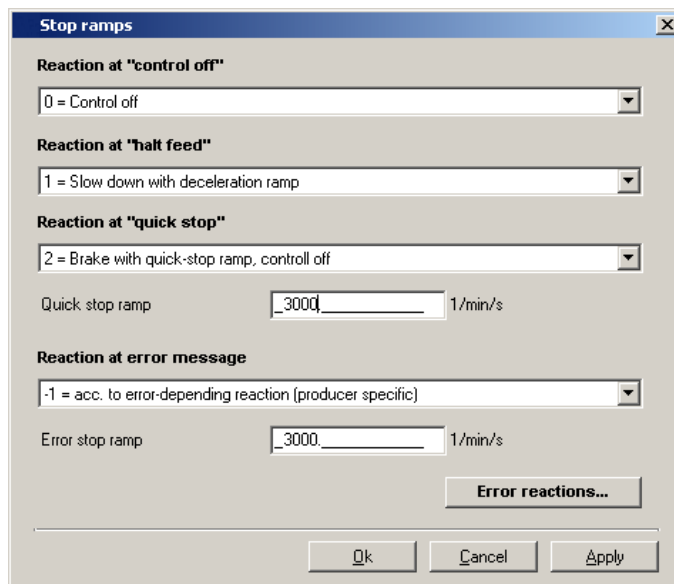 Stop ramps
Reaction at "control off"
0 = Control off
Reaction at "halt feed"
1 = Slow down with deceleration ramp
Reaction at "quick stop"
2 = Brake with quick-stop ramp, controll off
Quick stop ramp _3000.______________ 1/min/s
Reaction at error message
-1 = acc. to error-depending reaction (producer specific)
Error stop ramp _3000.______________ 1/min/s
Error reactions...
Ok Cancel Apply